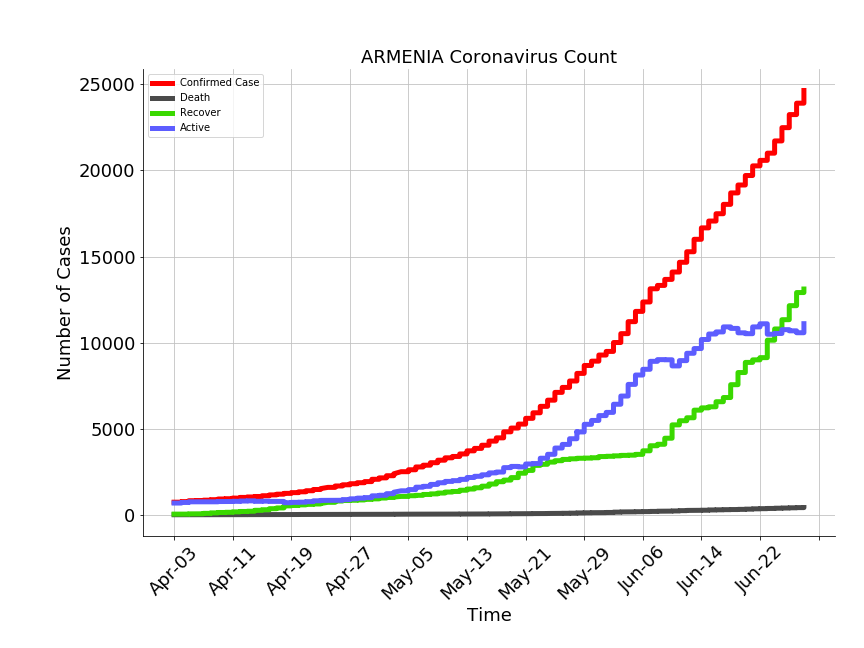 ARMENIA Coronavirus Count
Confirmed Case
Death
Recover
Active
Number of Cases
25000
20000
15000
10000
5000
0
Apr-03
Apr-11
Apr-19
Apr-27
May-05
May-13
May-21
May-29
Jun-06
Jun-14
Jun-22
Time